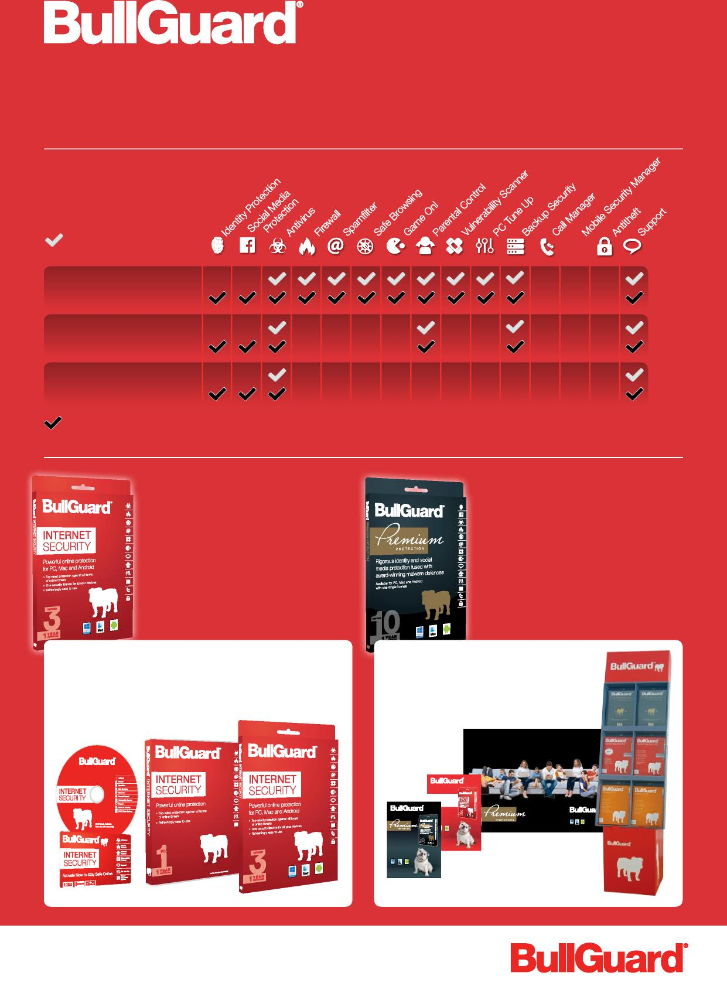 BullGuard®
Identity Protection
Social Media
Protection
Antivirus
Firewall
Spamfilter
Safe Browsing
Game On!
Parental Control
Vulnerability Scanner
PC Tune Up
Backup Security
Call Manager
Mobile Security Manager
Antitheft
Support
BullGuard
INTERNET
SECURITY
Powerful online protection
for PC, Mac and Android
Top-rated protection against all forms
of online threats
One security license for all your devices
Refreshingly easy to use
3
1 YEAR
Mac
INTERNET SECURITY
BullGuard
Premium
PROTECTION
Rigorous identity and social
media protection fused with
award-winning malware defences
Available for PC, Mac and Android
with one single license
10
1 YEAR
Mac
BullGuard
INTERNET
SECURITY
BullGuard
INTERNET
SECURITY
Activate Now to Stay Safe Online
1 YEAR
BullGuard
INTERNET SECURITY
BullGuard
INTERNET
SECURITY
Powerful online protection
Top-rated protection against all forms
of online threats
Refreshingly easy to use
PC
1
1 YEAR
BullGuard
INTERNET
SECURITY
Powerful online protection
for PC, Mac and Android
Top-rated protection against all forms
of online threats
One security license for all your devices
Refreshingly easy to use
3
1 YEAR
Mac
BullGuard
Premium
PROTECTION
BullGuard
Premium
PROTECTION
BullGuard
BullGuard
BullGuard
BullGuard
BullGuard
BullGuard®